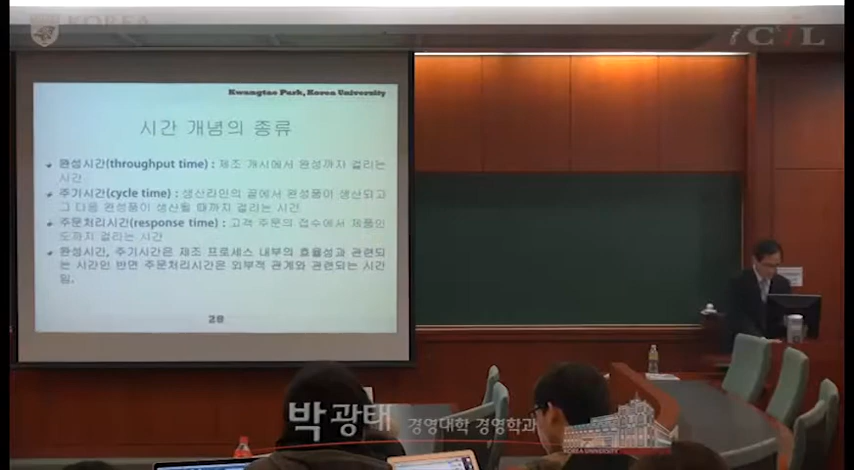 KOREA
CTL
Kwangtae Park, Korea University
시간 개념의 종류
완성시간(throughput time) : 제조 개시에서 완성까지 걸리는
시간
주기시간(cycle time) : 생산라인의 끝에서 완성품이 생산되고
그 다음 완성품이 생산될 때까지 걸리는 시간
주문처리시간(response time) : 고객 주문의 접수에서 제품인
도까지 걸리는 시간
완성시간, 주기시간은 제조 프로세스 내부의 효율성과 관련되
는 시간인 반면 주문처리시간은 외부적 관계와 관련되는 시간
임.
28
박광태 경영대학 경영학과
KOREA UNIVERSITY